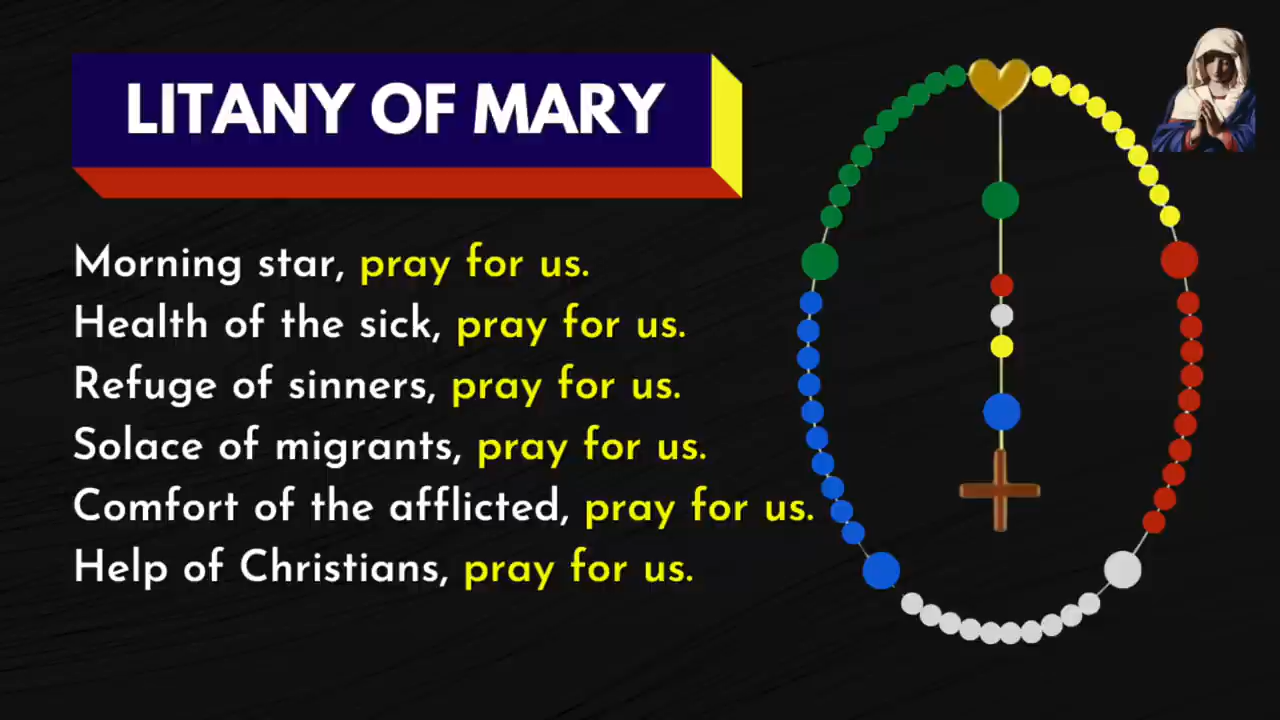 LITANY OF MARY
Morning star, pray for us.
Health of the sick, pray for us.
Refuge of sinners, pray for us.
Solace of migrants, pray for us.
Comfort of the afflicted, pray for us.
Help of Christians, pray for us.